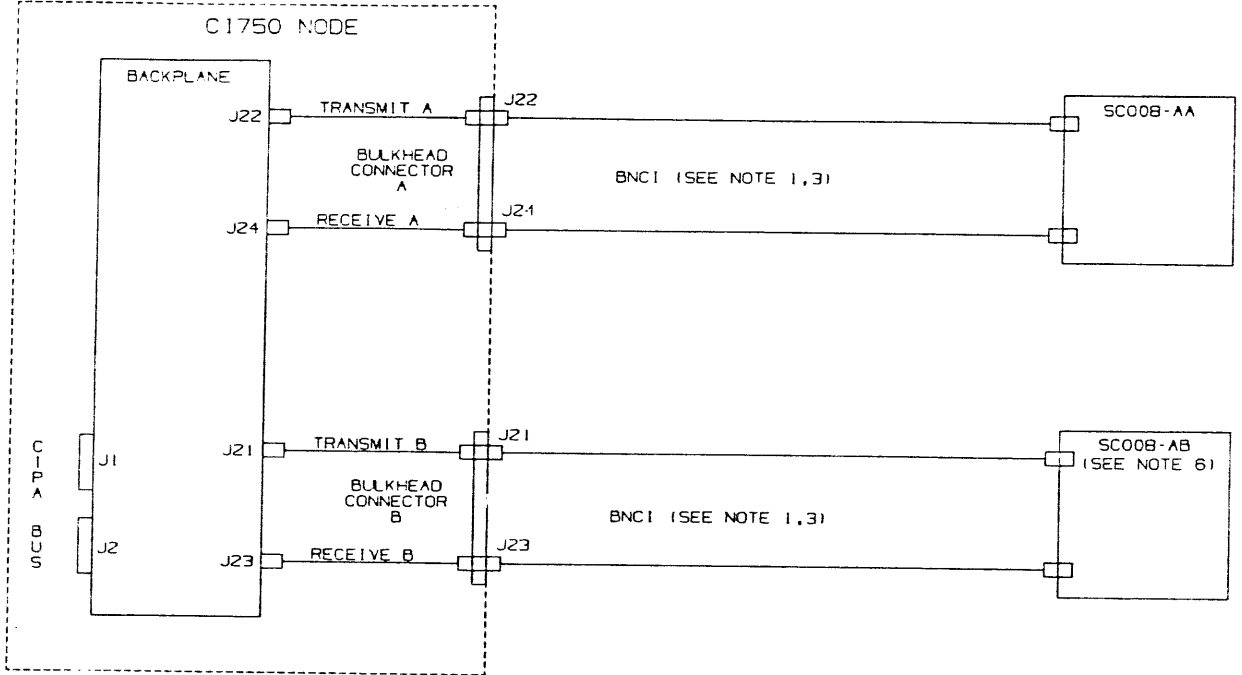 CI750 NODE
BACKPLANE
J22
TRANSMIT A
J22
SC008-AA
BULKHEAD
CONNECTOR
A
BNCI (SEE NOTE 1,3)
J24
RECEIVE A
J24
J21
TRANSMIT B
J21
SC008-AB
(SEE NOTE 6)
CIPA BUS
J1
BULKHEAD
CONNECTOR
B
BNCI (SEE NOTE 1,3)
J2
J23
RECEIVE B
J23